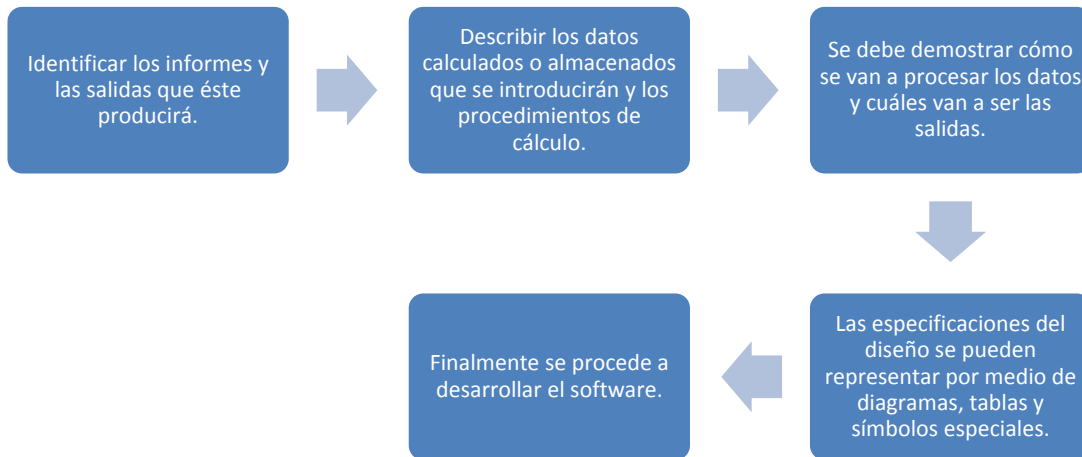 Identificar los informes y
las salidas que éste
producirá.
Describir los datos
calculados o almacenados
que se introducirán y los
procedimientos de
cálculo.
Se debe demostrar cómo
se van a procesar los datos
y cuáles van a ser las
salidas.
Las especificaciones del
diseño se pueden
representar por medio de
diagramas, tablas y
símbolos especiales.
Finalmente se procede a
desarrollar el software.